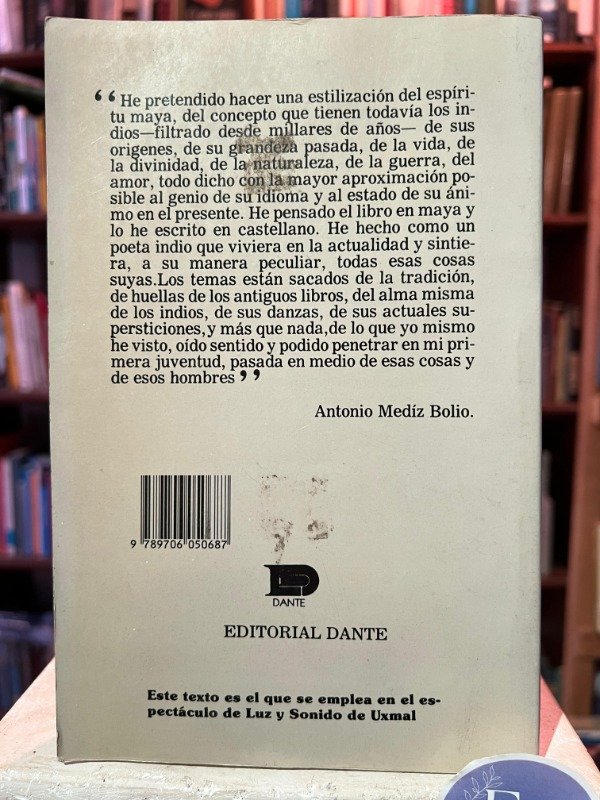 “He pretendido hacer una estilización del espíri-
tu maya, del concepto que tienen todavía los in-
dios—filtrado desde millares de años— de sus
origenes, de su grandeza pasada, de la vida, de
la divinidad, de la naturaleza, de la guerra, del
amor, todo dicho con la mayor aproximación po-
sible al genio de su idioma y al estado de su áni-
mo en el presente. He pensado el libro en maya y
lo he escrito en castellano. He hecho como un
poeta indio que viviera en la actualidad y sintie-
ra, a su manera peculiar, todas esas cosas
suyas.Los temas están sacados de la tradición,
de huellas de los antiguos libros, del alma misma
de los indios, de sus danzas, de sus actuales su-
persticiones,y más que nada,de lo que yo mismo
he visto, oído sentido y podido penetrar en mi pri-
mera juventud, pasada en medio de esas cosas y
de esos hombres”
Antonio Medíz Bolio.
9 789706 050687
DANTE
EDITORIAL DANTE
Este texto es el que se emplea en el es-
pectáculo de Luz y Sonido de Uxmal